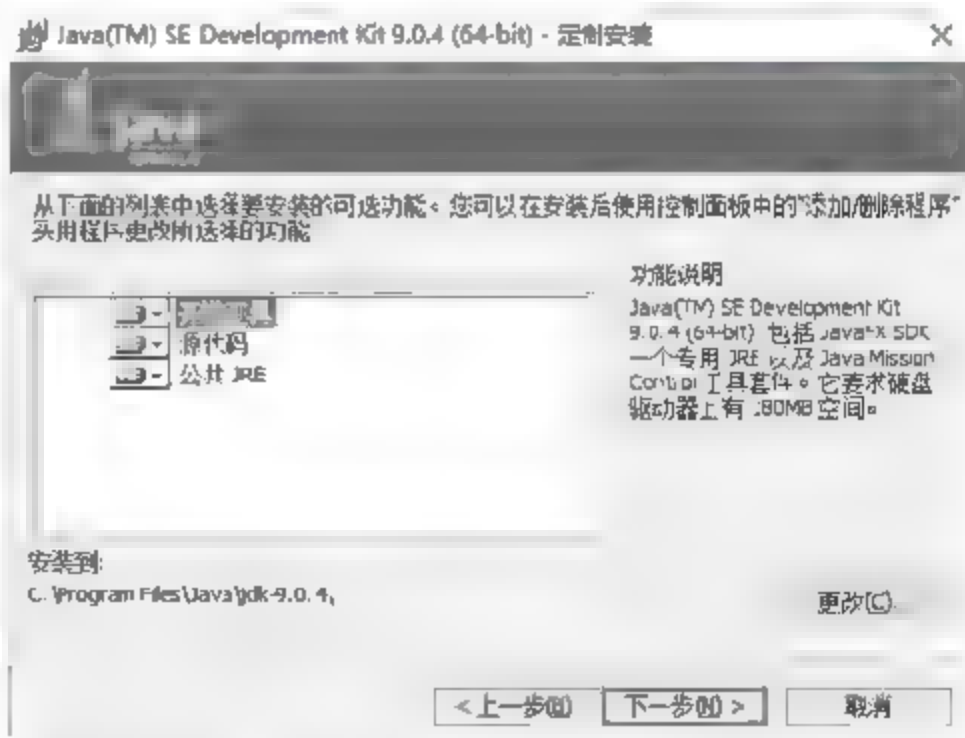 Java(TM) SE Development Kit 9.0.4 (64-bit) - 定制安装
从下面的列表中选择要安装的可选功能。您可以在安装后使用控制面板中的“添加/删除程序”
实用程序更改所选择的功能
功能说明
Java(TM) SE Development Kit
9.0.4 (64-bit) 包括 JavaFX SDK
一个专用 JRE 以及 Java Mission
Control 工具套件。它要求硬盘
驱动器上有 空间。
源代码
公共 JRE
安装到:
C:\Program Files\Java\jdk-9.0.4\
更改(C)...
<上一步(B)
下一步(N) >
取消